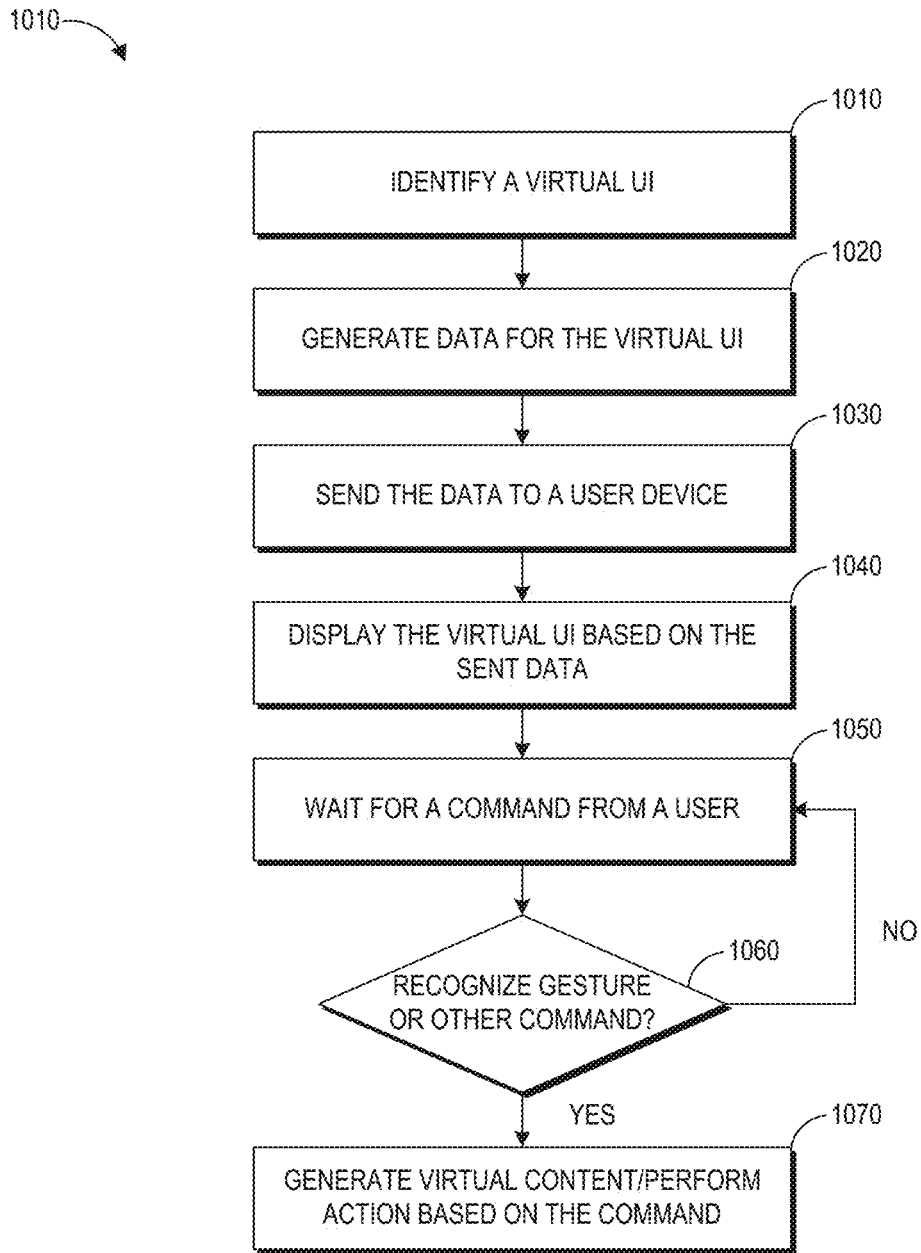 1010
1010
IDENTIFY A VIRTUAL UI
1020
GENERATE DATA FOR THE VIRTUAL UI
1030
SEND THE DATA TO A USER DEVICE
1040
DISPLAY THE VIRTUAL UI BASED ON THE
SENT DATA
1050
WAIT FOR A COMMAND FROM A USER
NO
1060
RECOGNIZE GESTURE
OR OTHER COMMAND?
YES
1070
GENERATE VIRTUAL CONTENT/PERFORM
ACTION BASED ON THE COMMAND